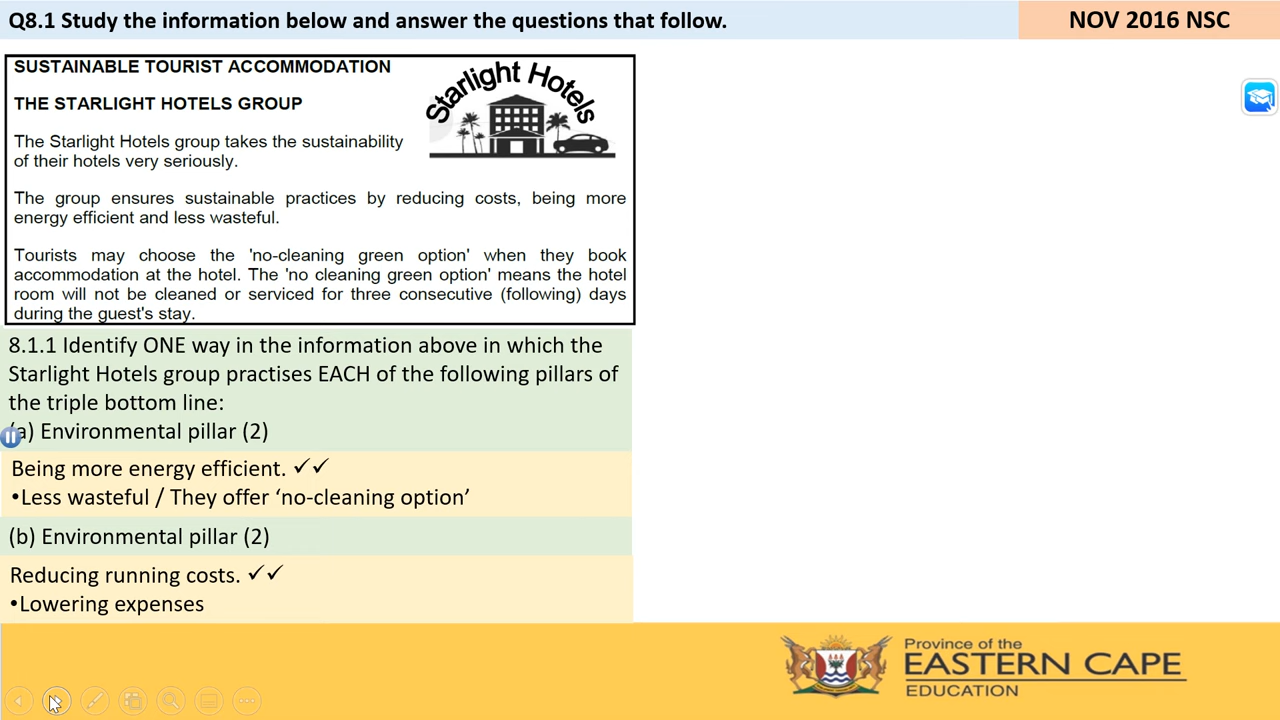 Q8.1 Study the information below and answer the questions that follow.
NOV 2016 NSC
SUSTAINABLE TOURIST ACCOMMODATION
Starlight Hotels
THE STARLIGHT HOTELS GROUP
The Starlight Hotels group takes the sustainability
of their hotels very seriously.
The group ensures sustainable practices by reducing costs, being more
energy efficient and less wasteful.
Tourists may choose the 'no-cleaning green option' when they book
accommodation at the hotel. The 'no cleaning green option' means the hotel
room will not be cleaned or serviced for three consecutive (following) days
during the guest's stay.
8.1.1 Identify ONE way in the information above in which the
Starlight Hotels group practises EACH of the following pillars of
the triple bottom line:
(a) Environmental pillar (2)
Being more energy efficient. ✓✓
•Less wasteful / They offer ‘no-cleaning option’
(b) Environmental pillar (2)
Reducing running costs. ✓✓
•Lowering expenses
Province of the
EASTERN CAPE
EDUCATION